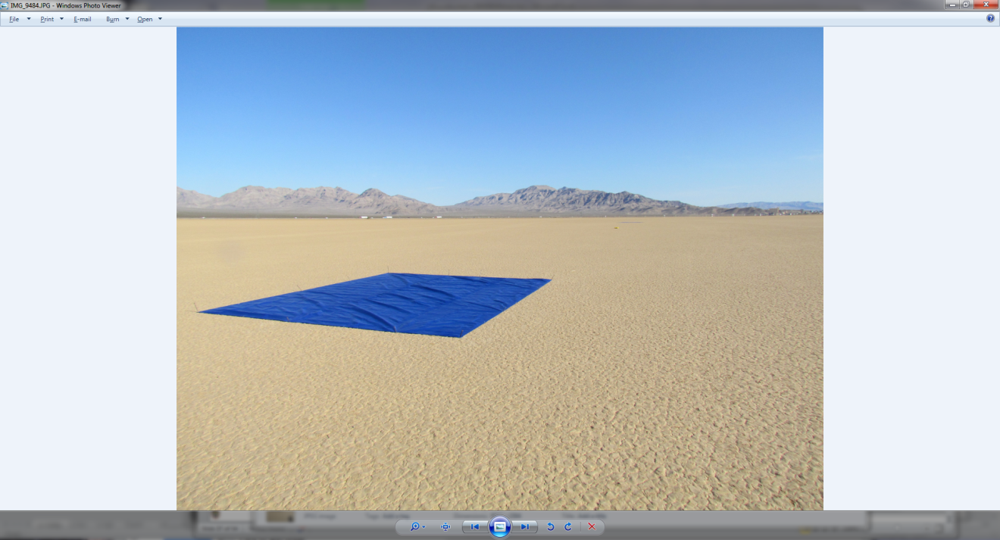 IMG_9484.JPG - Windows Photo Viewer
File Print E-mail Burn Open